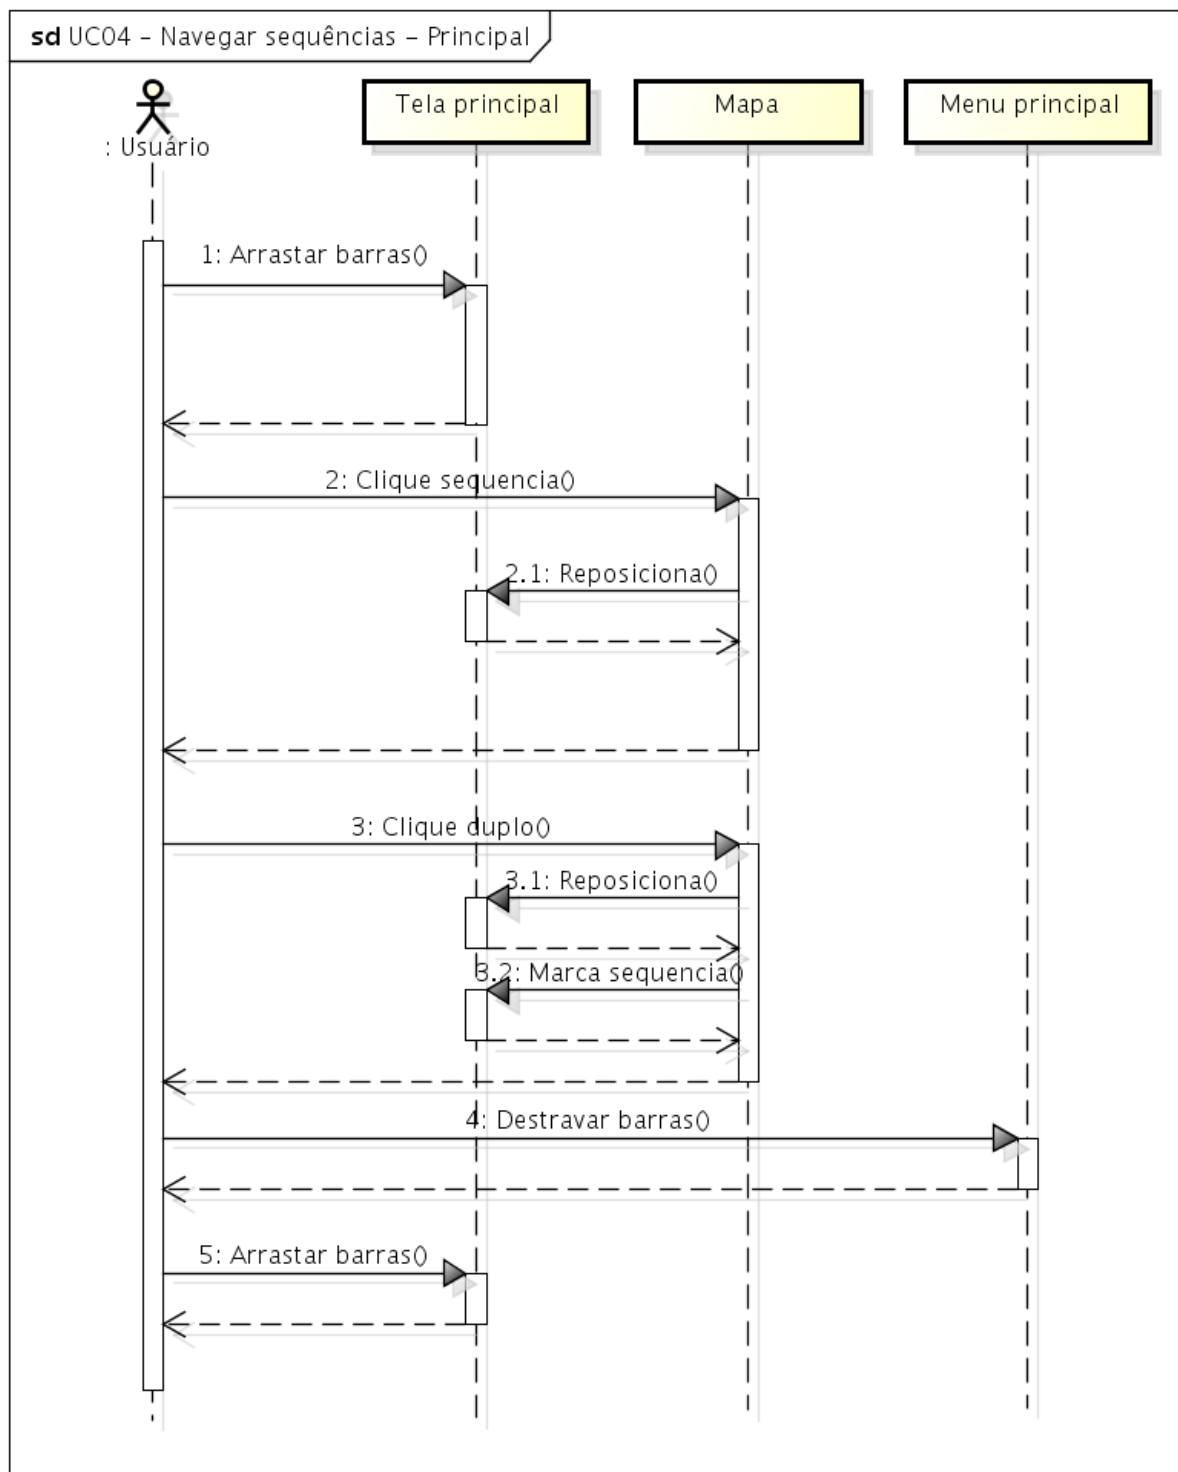 sd UC04 – Navegar sequências – Principal
Tela principal
Mapa
Menu principal
: Usuário
1: Arrastar barras()
2: Clique sequencia()
2.1: Reposiciona()
3: Clique duplo()
3.1: Reposiciona()
3.2: Marca sequencia()
4: Destravar barras()
5: Arrastar barras()